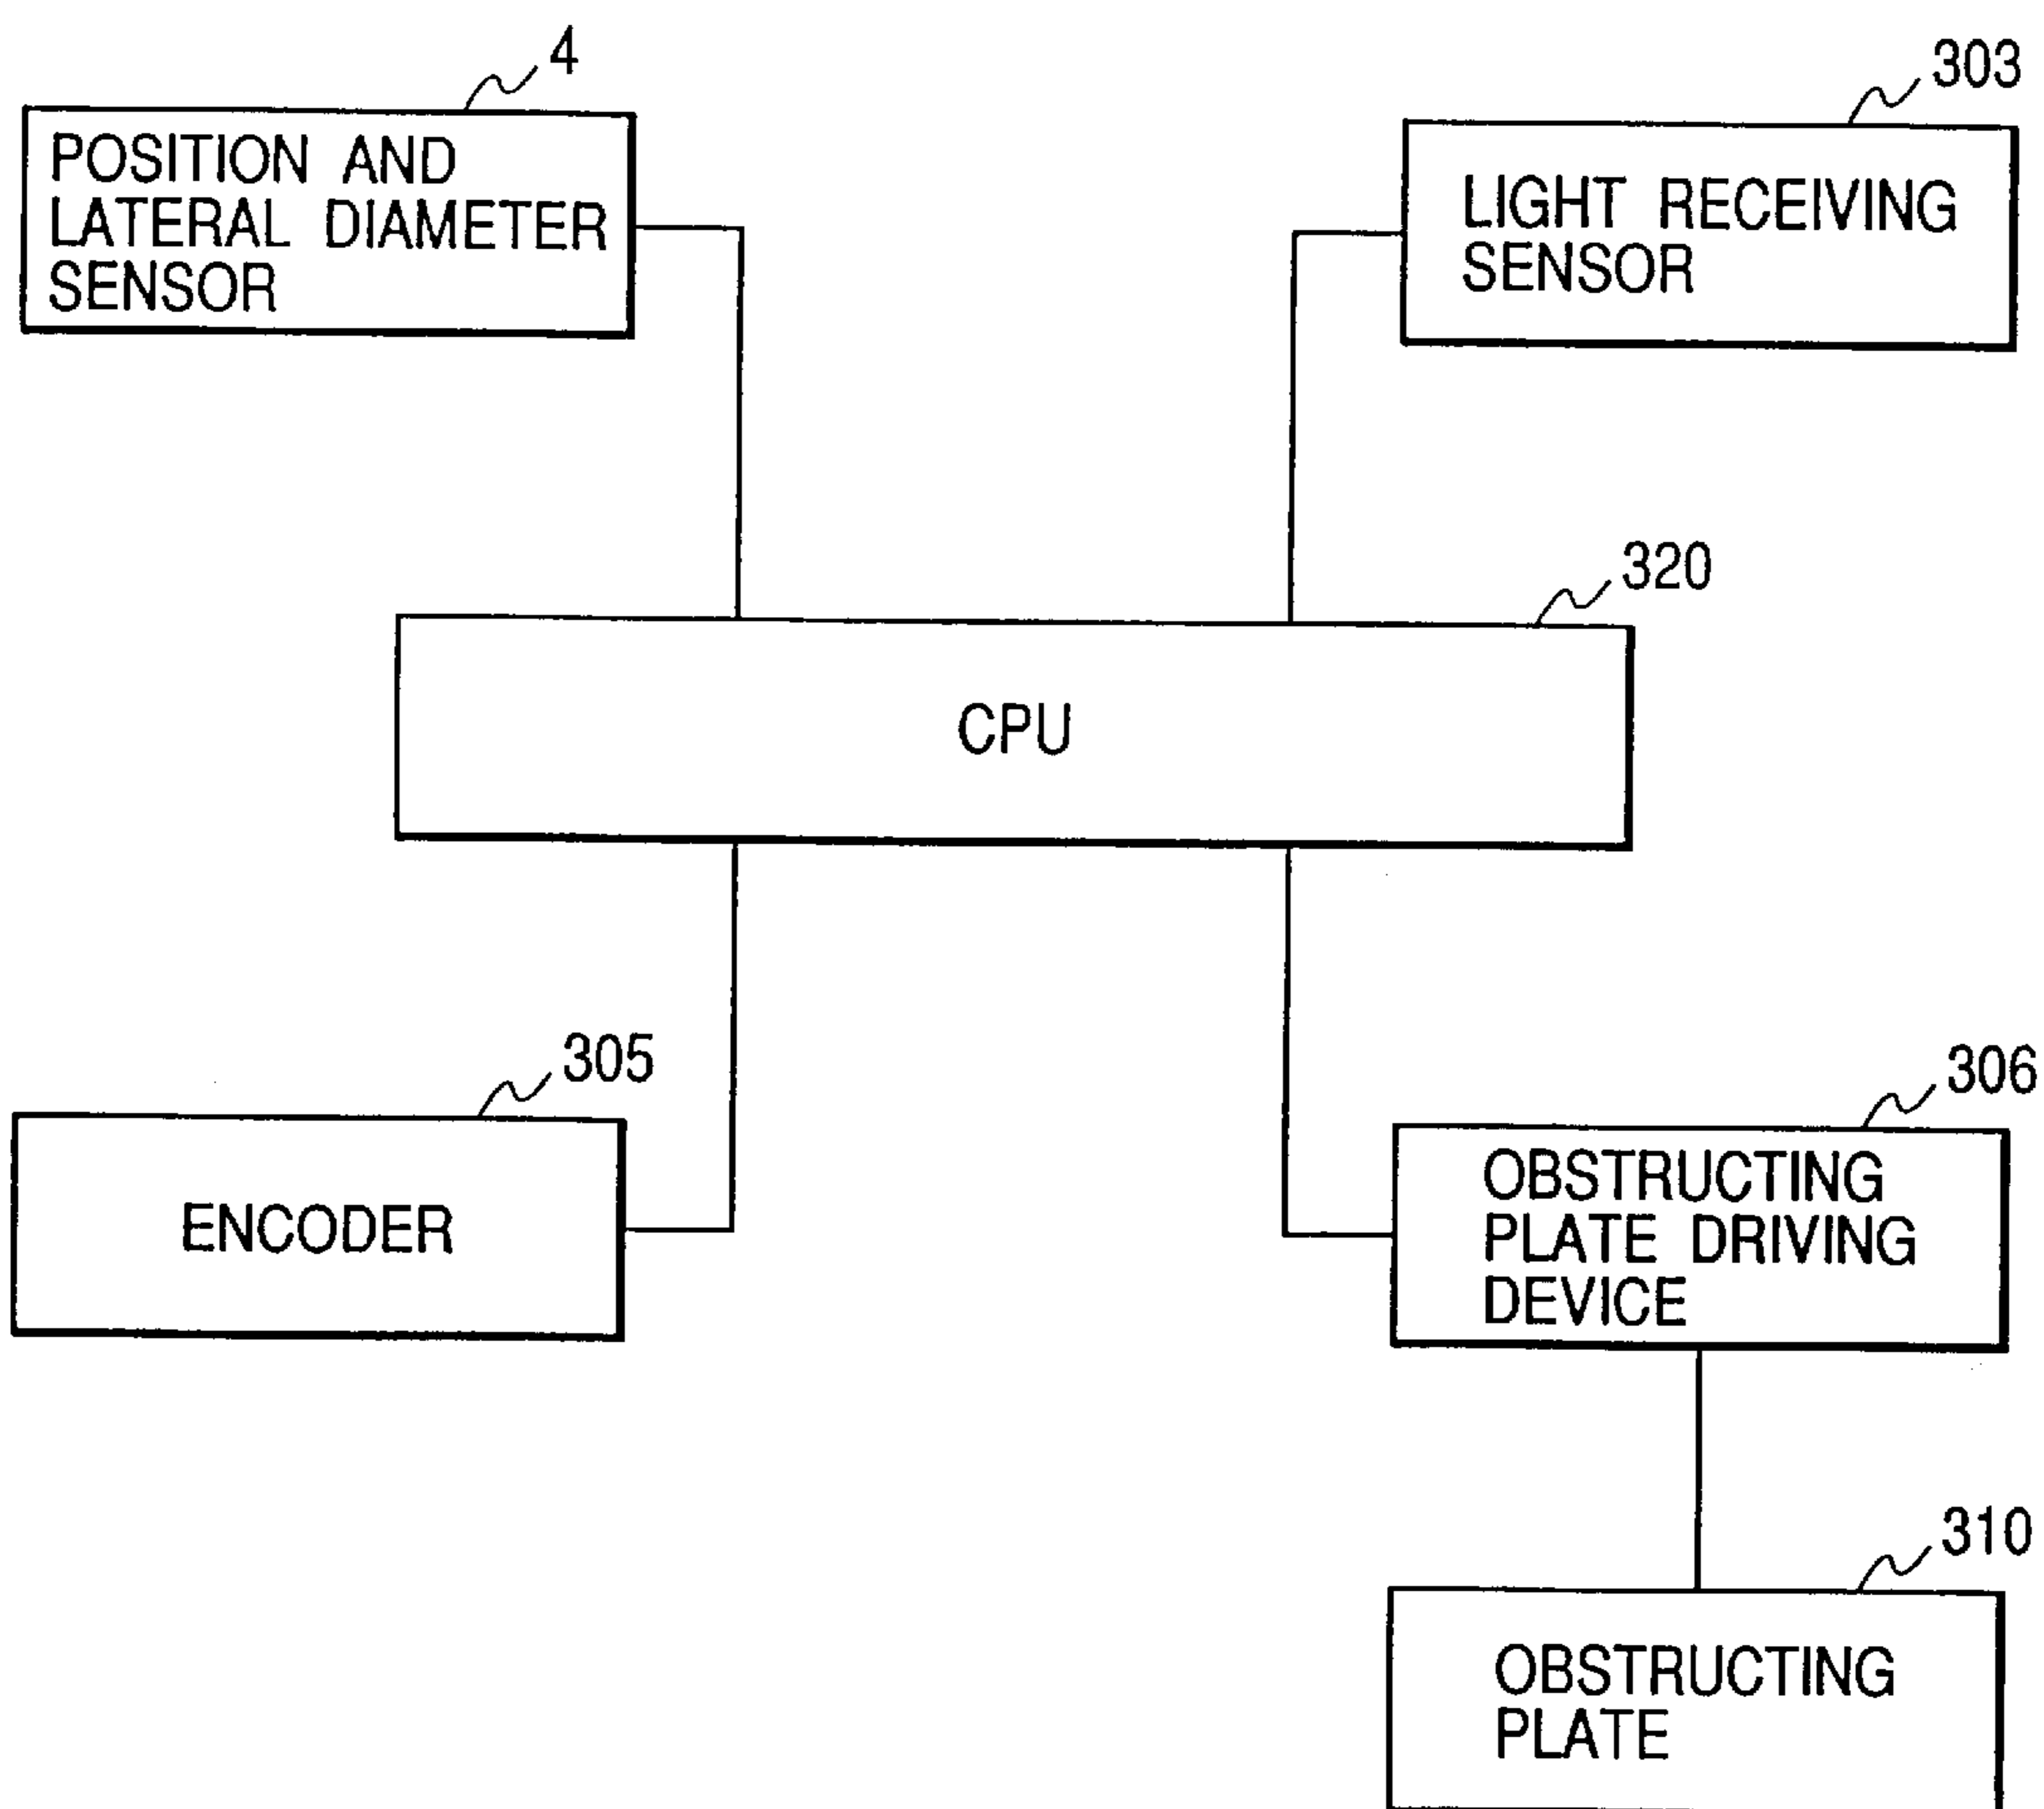 4
POSITION AND
LATERAL DIAMETER
SENSOR
303
LIGHT RECEIVING
SENSOR
320
CPU
305
ENCODER
306
OBSTRUCTING
PLATE DRIVING
DEVICE
310
OBSTRUCTING
PLATE